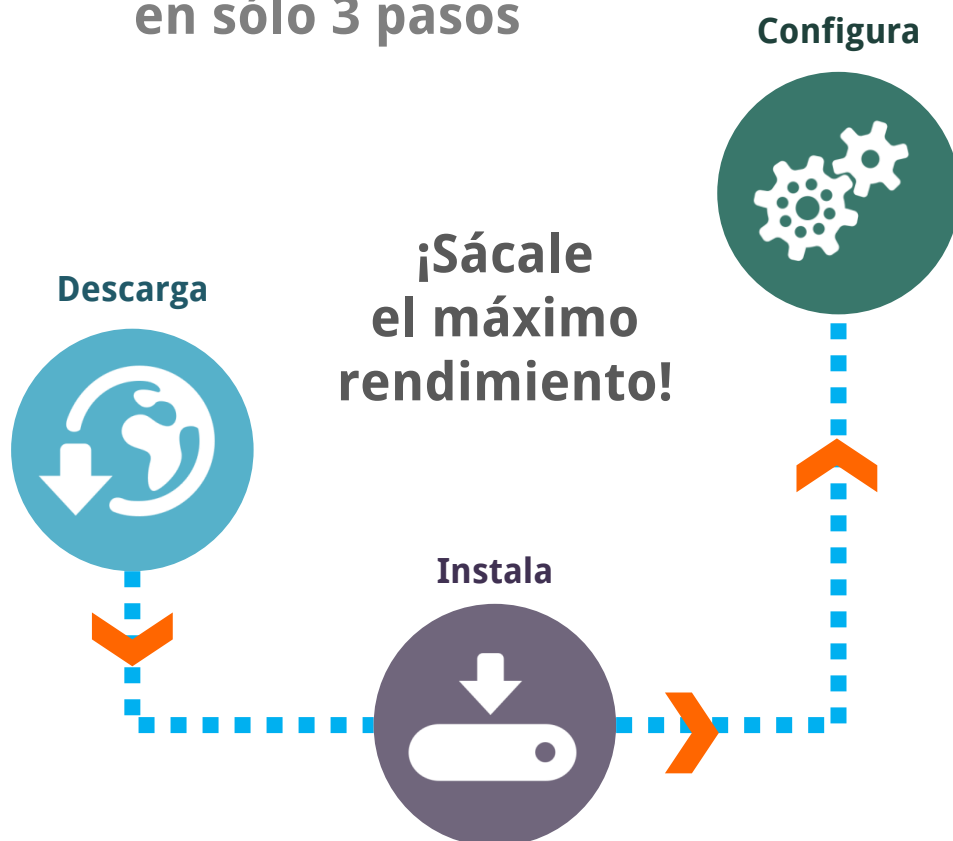 en sólo 3 pasos
Configura
¡Sácale
el máximo
rendimiento!
Descarga
Instala